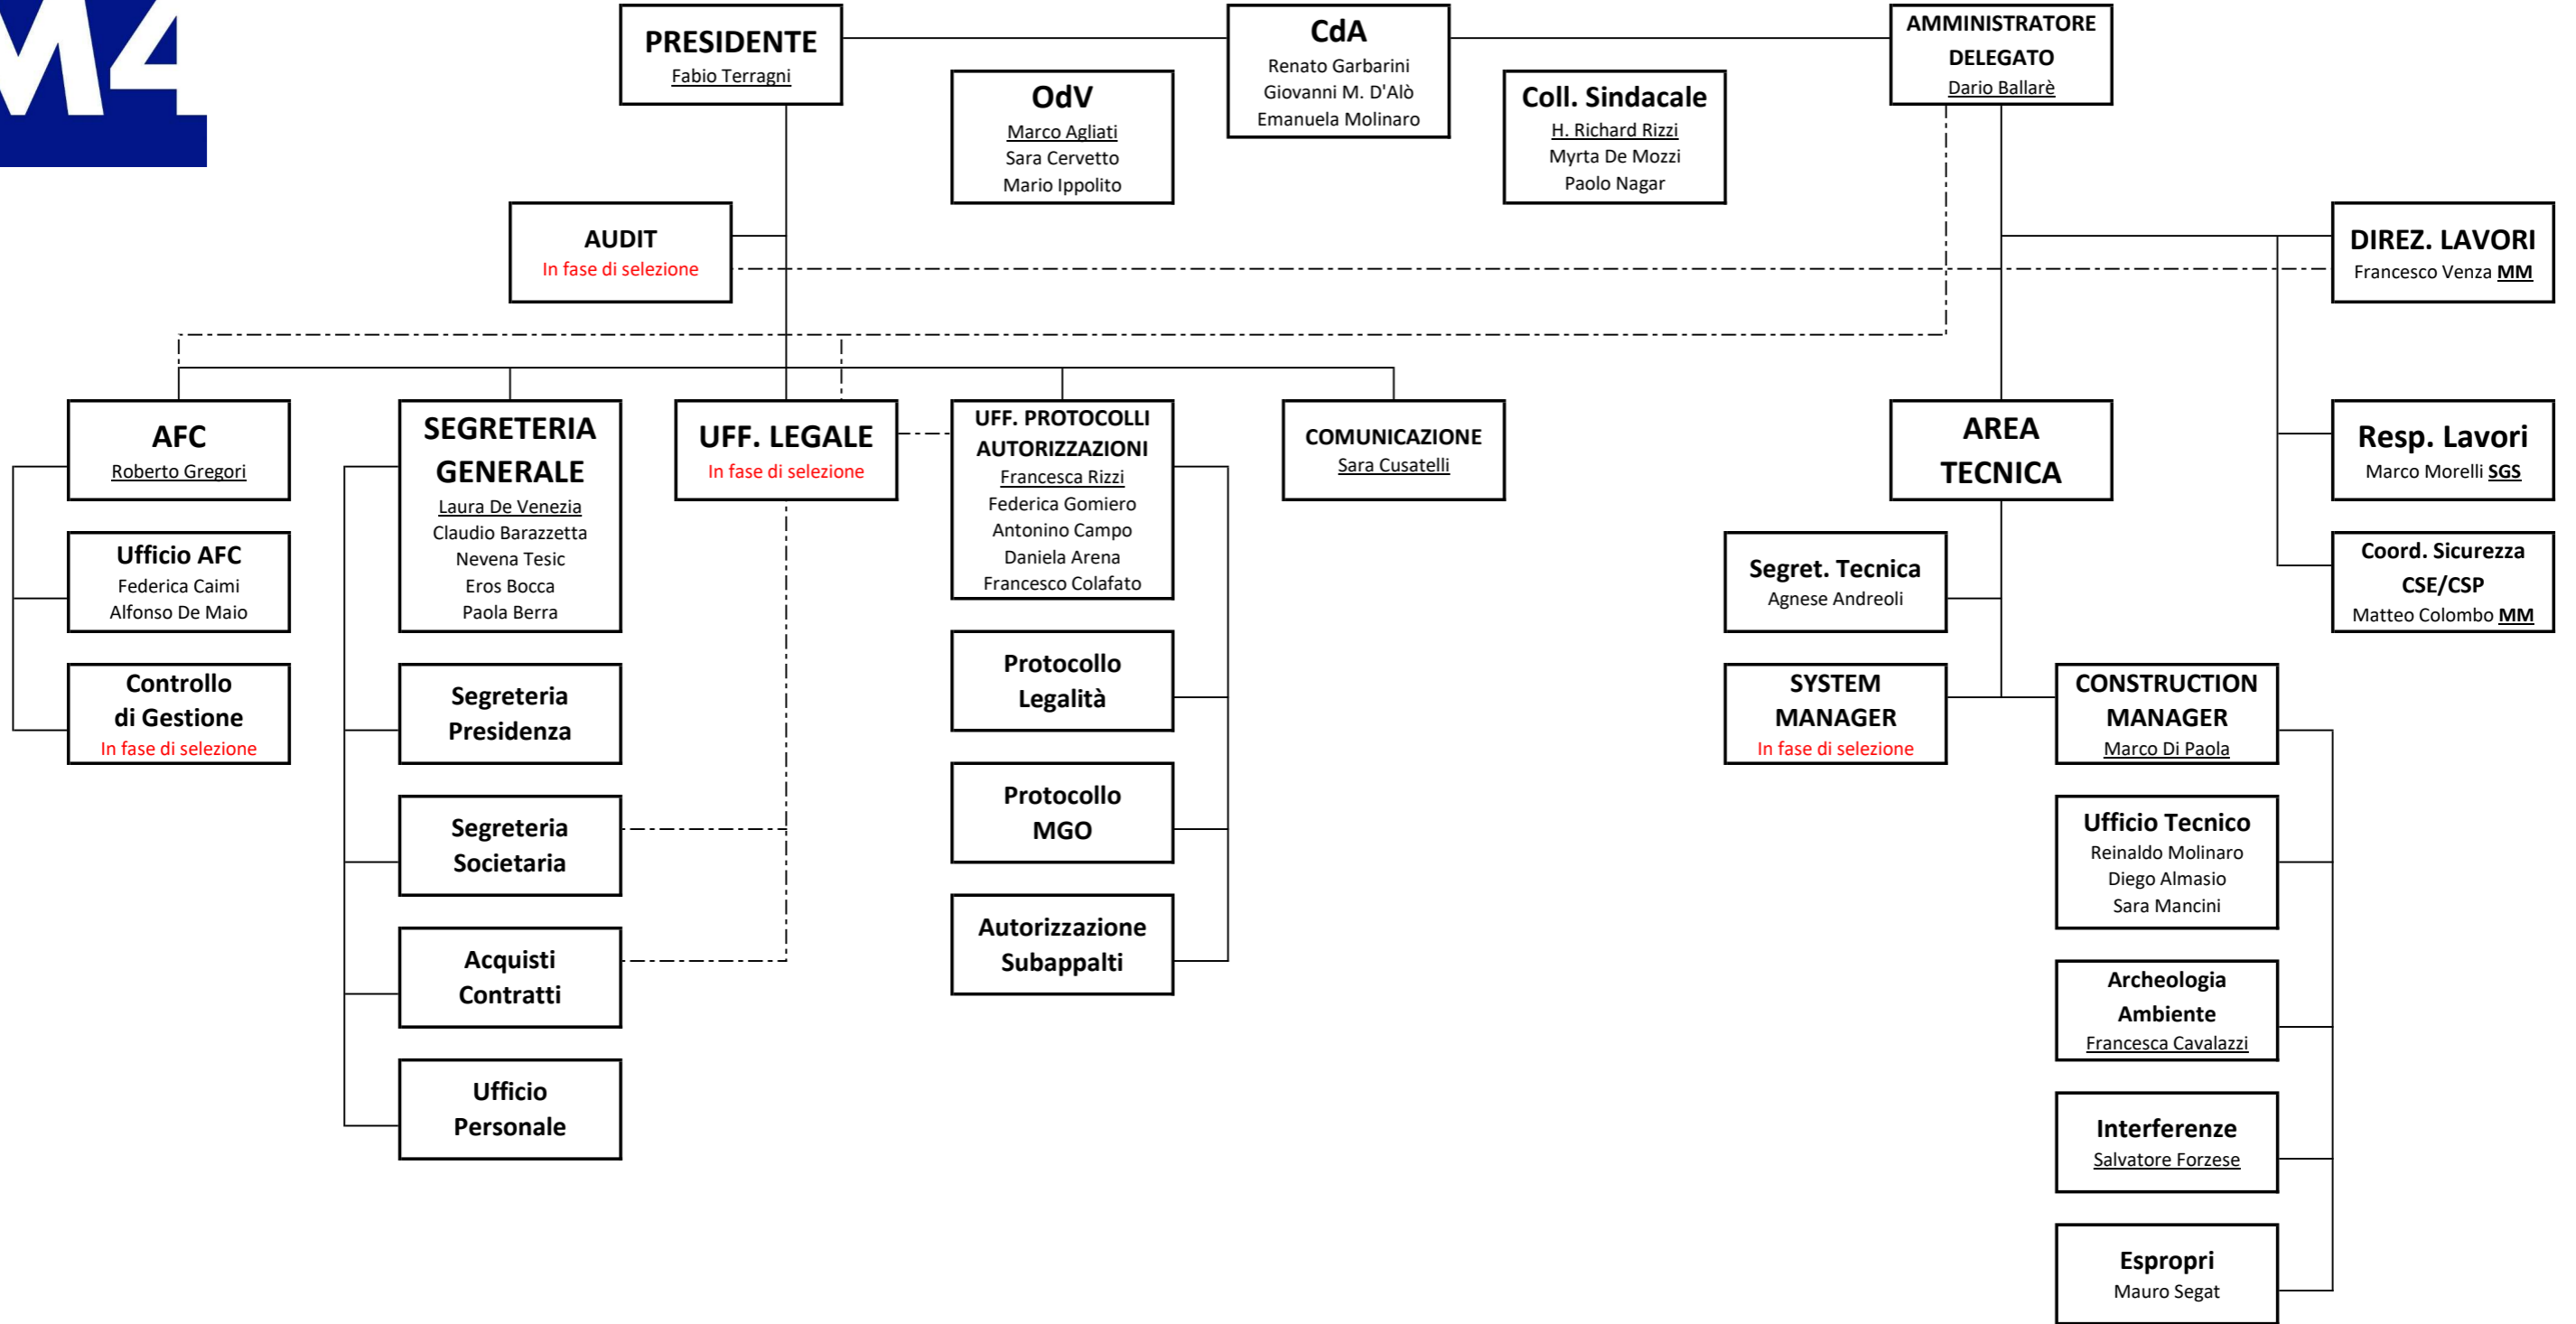 M4
PRESIDENTE
Fabio Terragni
CdA
Renato Garbarini
Giovanni M. D'Alò
Emanuela Molinaro
AMMINISTRATORE
DELEGATO
Dario Ballarè
OdV
Marco Agliati
Sara Cervetto
Mario Ippolito
Coll. Sindacale
H. Richard Rizzi
Myrta De Mozzi
Paolo Nagar
AUDIT
In fase di selezione
DIREZ. LAVORI
Francesco Venza MM
AFC
Roberto Gregori
SEGRETERIA
GENERALE
Laura De Venezia
Claudio Barazzetta
Nevena Tesic
Eros Bocca
Paola Berra
UFF. LEGALE
In fase di selezione
UFF. PROTOCOLLI
AUTORIZZAZIONI
Francesca Rizzi
Federica Gomiero
Antonino Campo
Daniela Arena
Francesco Colafato
COMUNICAZIONE
Sara Cusatelli
AREA
TECNICA
Resp. Lavori
Marco Morelli SGS
Ufficio AFC
Federica Caimi
Alfonso De Maio
Segret. Tecnica
Agnese Andreoli
Coord. Sicurezza
CSE/CSP
Matteo Colombo MM
Controllo
di Gestione
In fase di selezione
Segreteria
Presidenza
Protocollo
Legalità
SYSTEM
MANAGER
In fase di selezione
CONSTRUCTION
MANAGER
Marco Di Paola
Segreteria
Societaria
Protocollo
MGO
Ufficio Tecnico
Reinaldo Molinaro
Diego Almasio
Sara Mancini
Acquisti
Contratti
Autorizzazione
Subappalti
Archeologia
Ambiente
Francesca Cavalazzi
Ufficio
Personale
Interferenze
Salvatore Forzese
Espropri
Mauro Segat